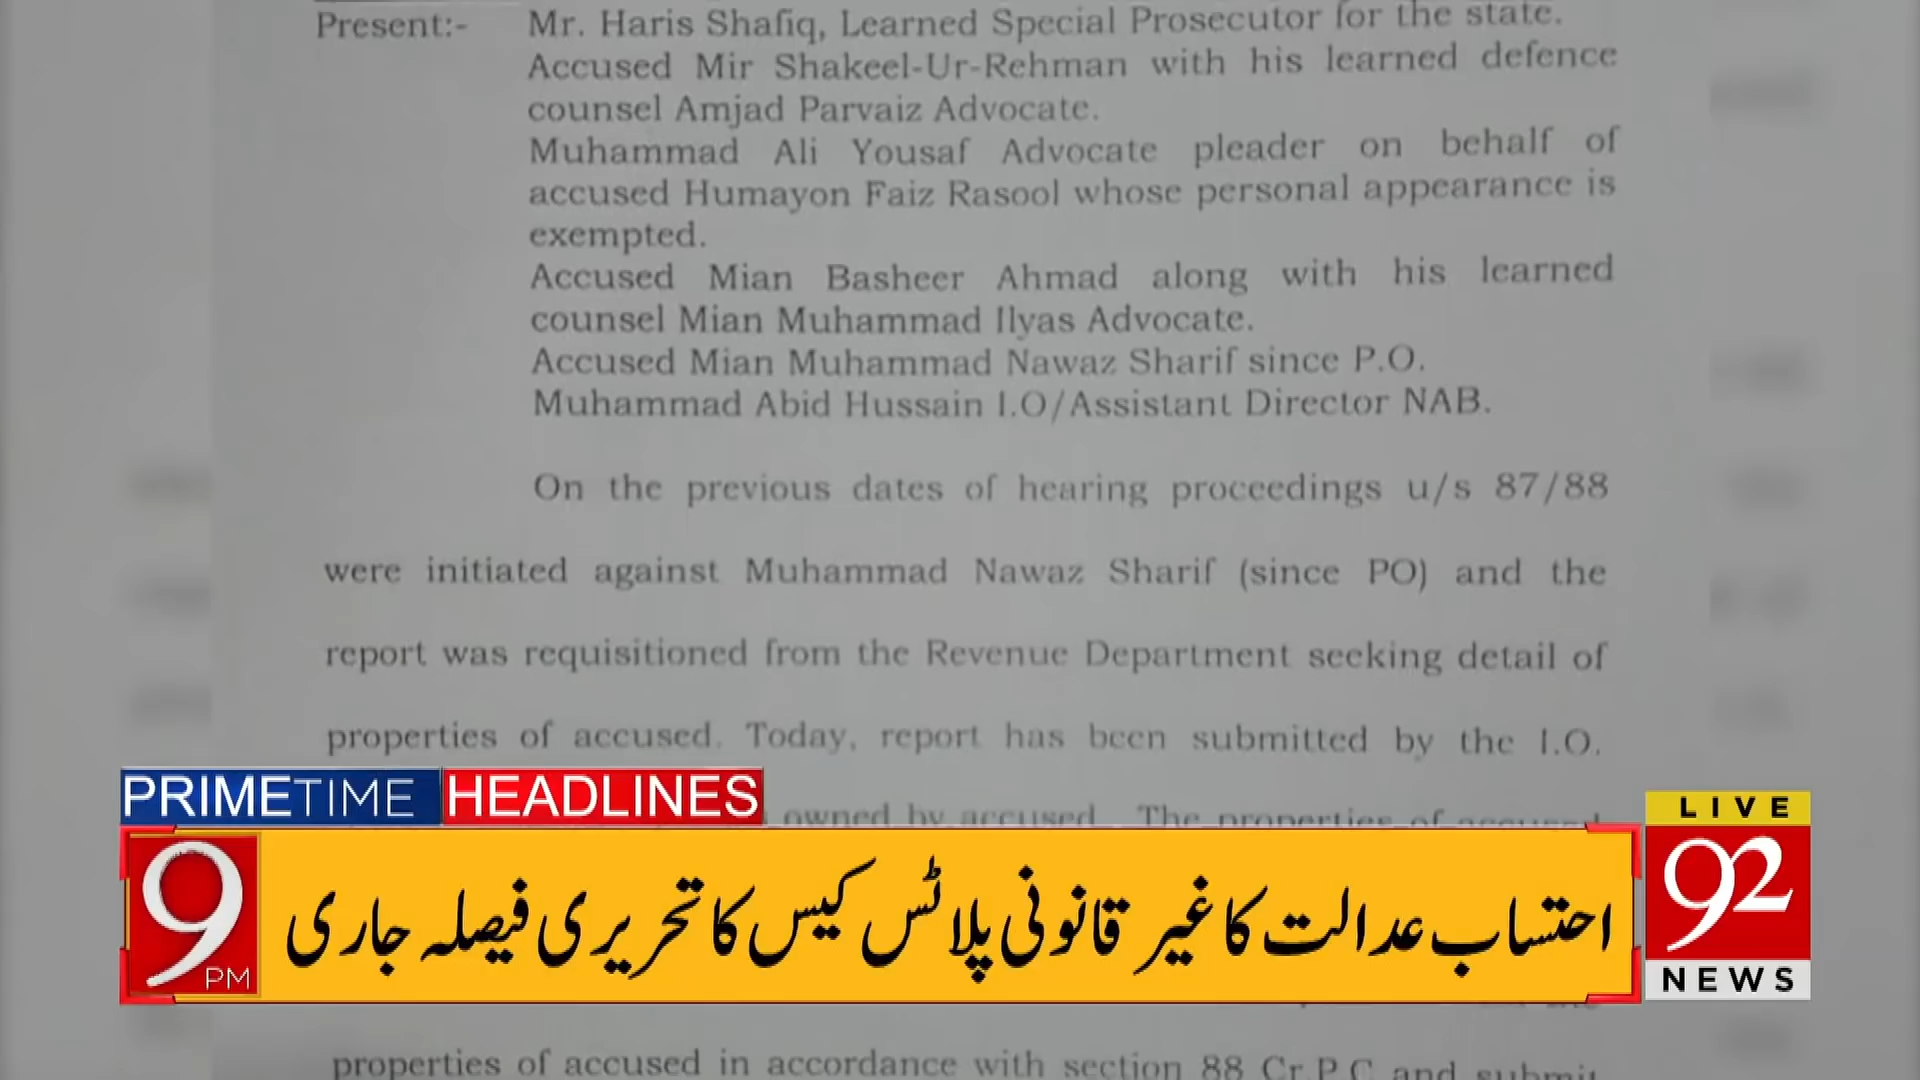 Present:- Mr. Haris Shafiq, Learned Special Prosecutor for the state.
Accused Mir Shakeel-Ur-Rehman with his learned defence
counsel Amjad Parvaiz Advocate.
Muhammad Ali Yousaf Advocate pleader on behalf of
accused Humayon Faiz Rasool whose personal appearance is
exempted.
Accused Mian Basheer Ahmad along with his learned
counsel Mian Muhammad Ilyas Advocate.
Accused Mian Muhammad Nawaz Sharif since P.O.
Muhammad Abid Hussain I.O/Assistant Director NAB.
On the previous dates of hearing proceedings u/s 87/88
were initiated against Muhammad Nawaz Sharif (since PO) and the
report was requisitioned from the Revenue Department seeking detail of
properties of accused. Today, report has been submitted by the I.O.
owned by accused. The properties of accused
PRIMETIME HEADLINES
9 PM
احتساب عدالت کا غیر قانونی پلاٹس کیس کا تحریری فیصلہ جاری
LIVE
92
NEWS
properties of accused in accordance with section 88 Cr.P.C and submit